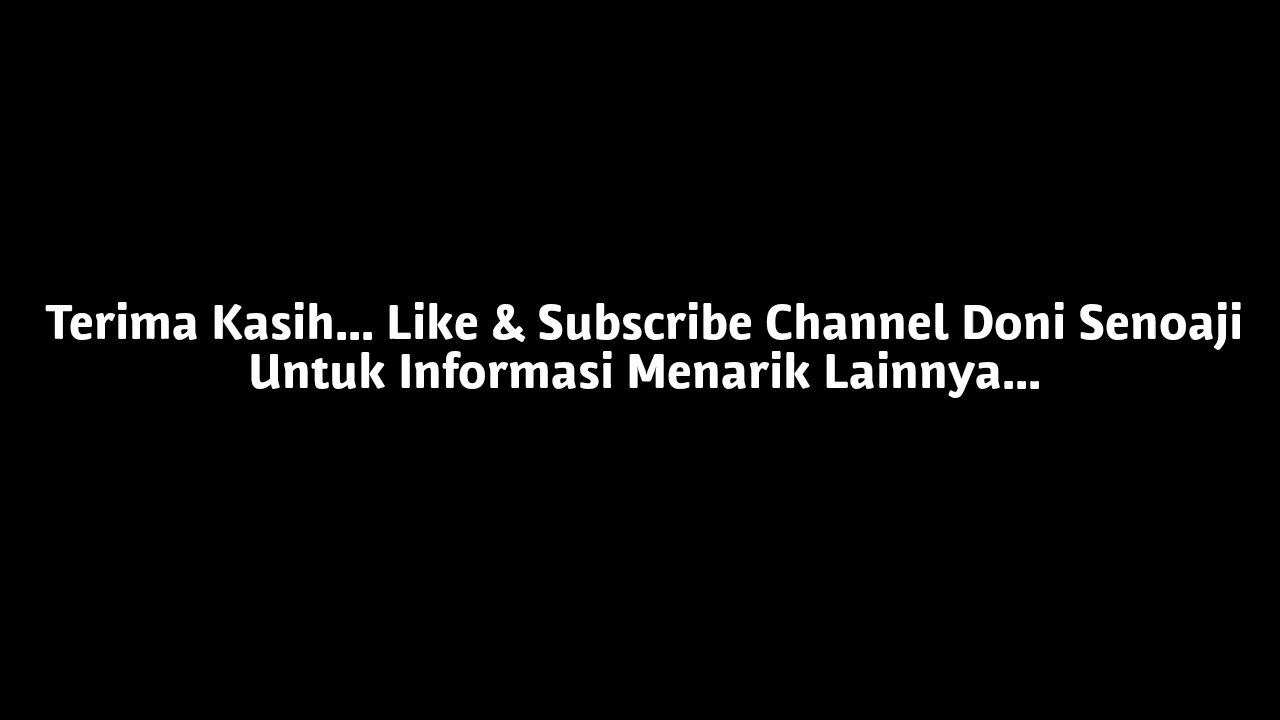 Terima Kasih... Like & Subscribe Channel Doni Senoaji
Untuk Informasi Menarik Lainnya...